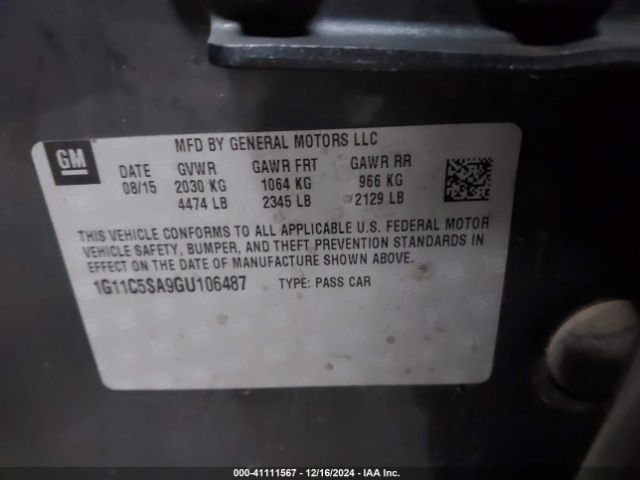 GM
MFD BY GENERAL MOTORS LLC
DATE GVWR GAWR FRT GAWR RR
08/15 2030 KG 1064 KG 966 KG
4474 LB 2345 LB 2129 LB
THIS VEHICLE CONFORMS TO ALL APPLICABLE U.S. FEDERAL MOTOR
VEHICLE SAFETY, BUMPER, AND THEFT PREVENTION STANDARDS IN
EFFECT ON THE DATE OF MANUFACTURE SHOWN ABOVE.
1G11C5SA9GU106487 TYPE: PASS CAR
000-41111567 - 12/16/2024 - IAA Inc.